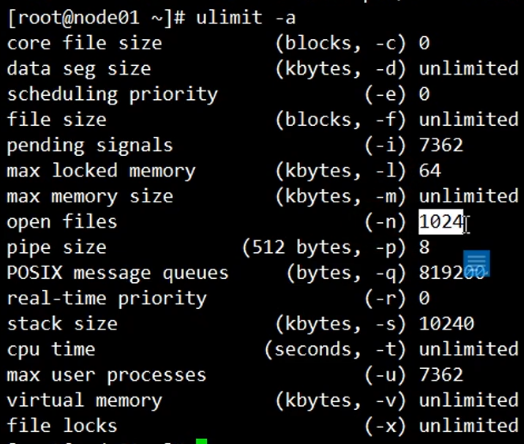 [root@node01 ~]# ulimit -a
core file size (blocks, -c) 0
data seg size (kbytes, -d) unlimited
scheduling priority (-e) 0
file size (blocks, -f) unlimited
pending signals (-i) 7362
max locked memory (kbytes, -l) 64
max memory size (kbytes, -m) unlimited
open files (-n) 1024
pipe size (512 bytes, -p) 8
POSIX message queues (bytes, -q) 819200
real-time priority (-r) 0
stack size (kbytes, -s) 10240
cpu time (seconds, -t) unlimited
max user processes (-u) 7362
virtual memory (kbytes, -v) unlimited
file locks (-x) unlimited